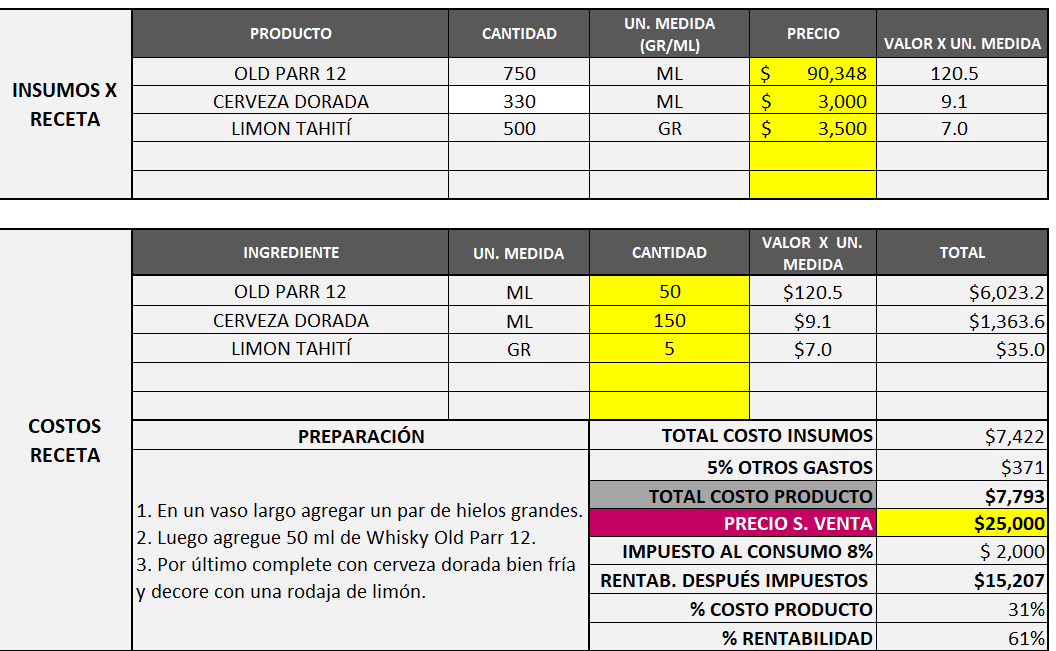 INSUMOS X RECETA
PRODUCTO CANTIDAD UN. MEDIDA (GR/ML) PRECIO VALOR X UN. MEDIDA
OLD PARR 12 750 ML $ 90,348 120.5
CERVEZA DORADA 330 ML $ 3,000 9.1
LIMON TAHITÍ 500 GR $ 3,500 7.0
COSTOS RECETA
INGREDIENTE UN. MEDIDA CANTIDAD VALOR X UN. MEDIDA TOTAL
OLD PARR 12 ML 50 $120.5 $6,023.2
CERVEZA DORADA ML 150 $9.1 $1,363.6
LIMON TAHITÍ GR 5 $7.0 $35.0
PREPARACIÓN
1. En un vaso largo agregar un par de hielos grandes.
2. Luego agregue 50 ml de Whisky Old Parr 12.
3. Por último complete con cerveza dorada bien fría
y decore con una rodaja de limón.
TOTAL COSTO INSUMOS $7,422
5% OTROS GASTOS $371
TOTAL COSTO PRODUCTO $7,793
PRECIO S. VENTA $25,000
IMPUESTO AL CONSUMO 8% $ 2,000
RENTAB. DESPUÉS IMPUESTOS $15,207
% COSTO PRODUCTO 31%
% RENTABILIDAD 61%